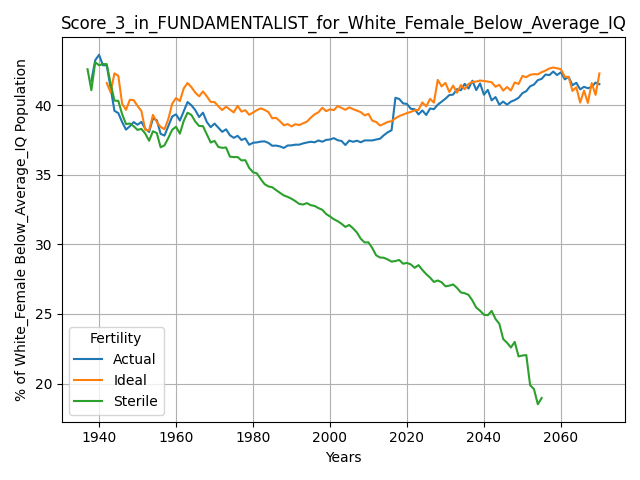 Score_3_in_FUNDAMENTALIST_for_White_Female_Below_Average_IQ
% of White_Female Below_Average_IQ Population
40
35
30
25
20
Fertility
Actual
Ideal
Sterile
1940 1960 1980 2000 2020 2040 2060
Years